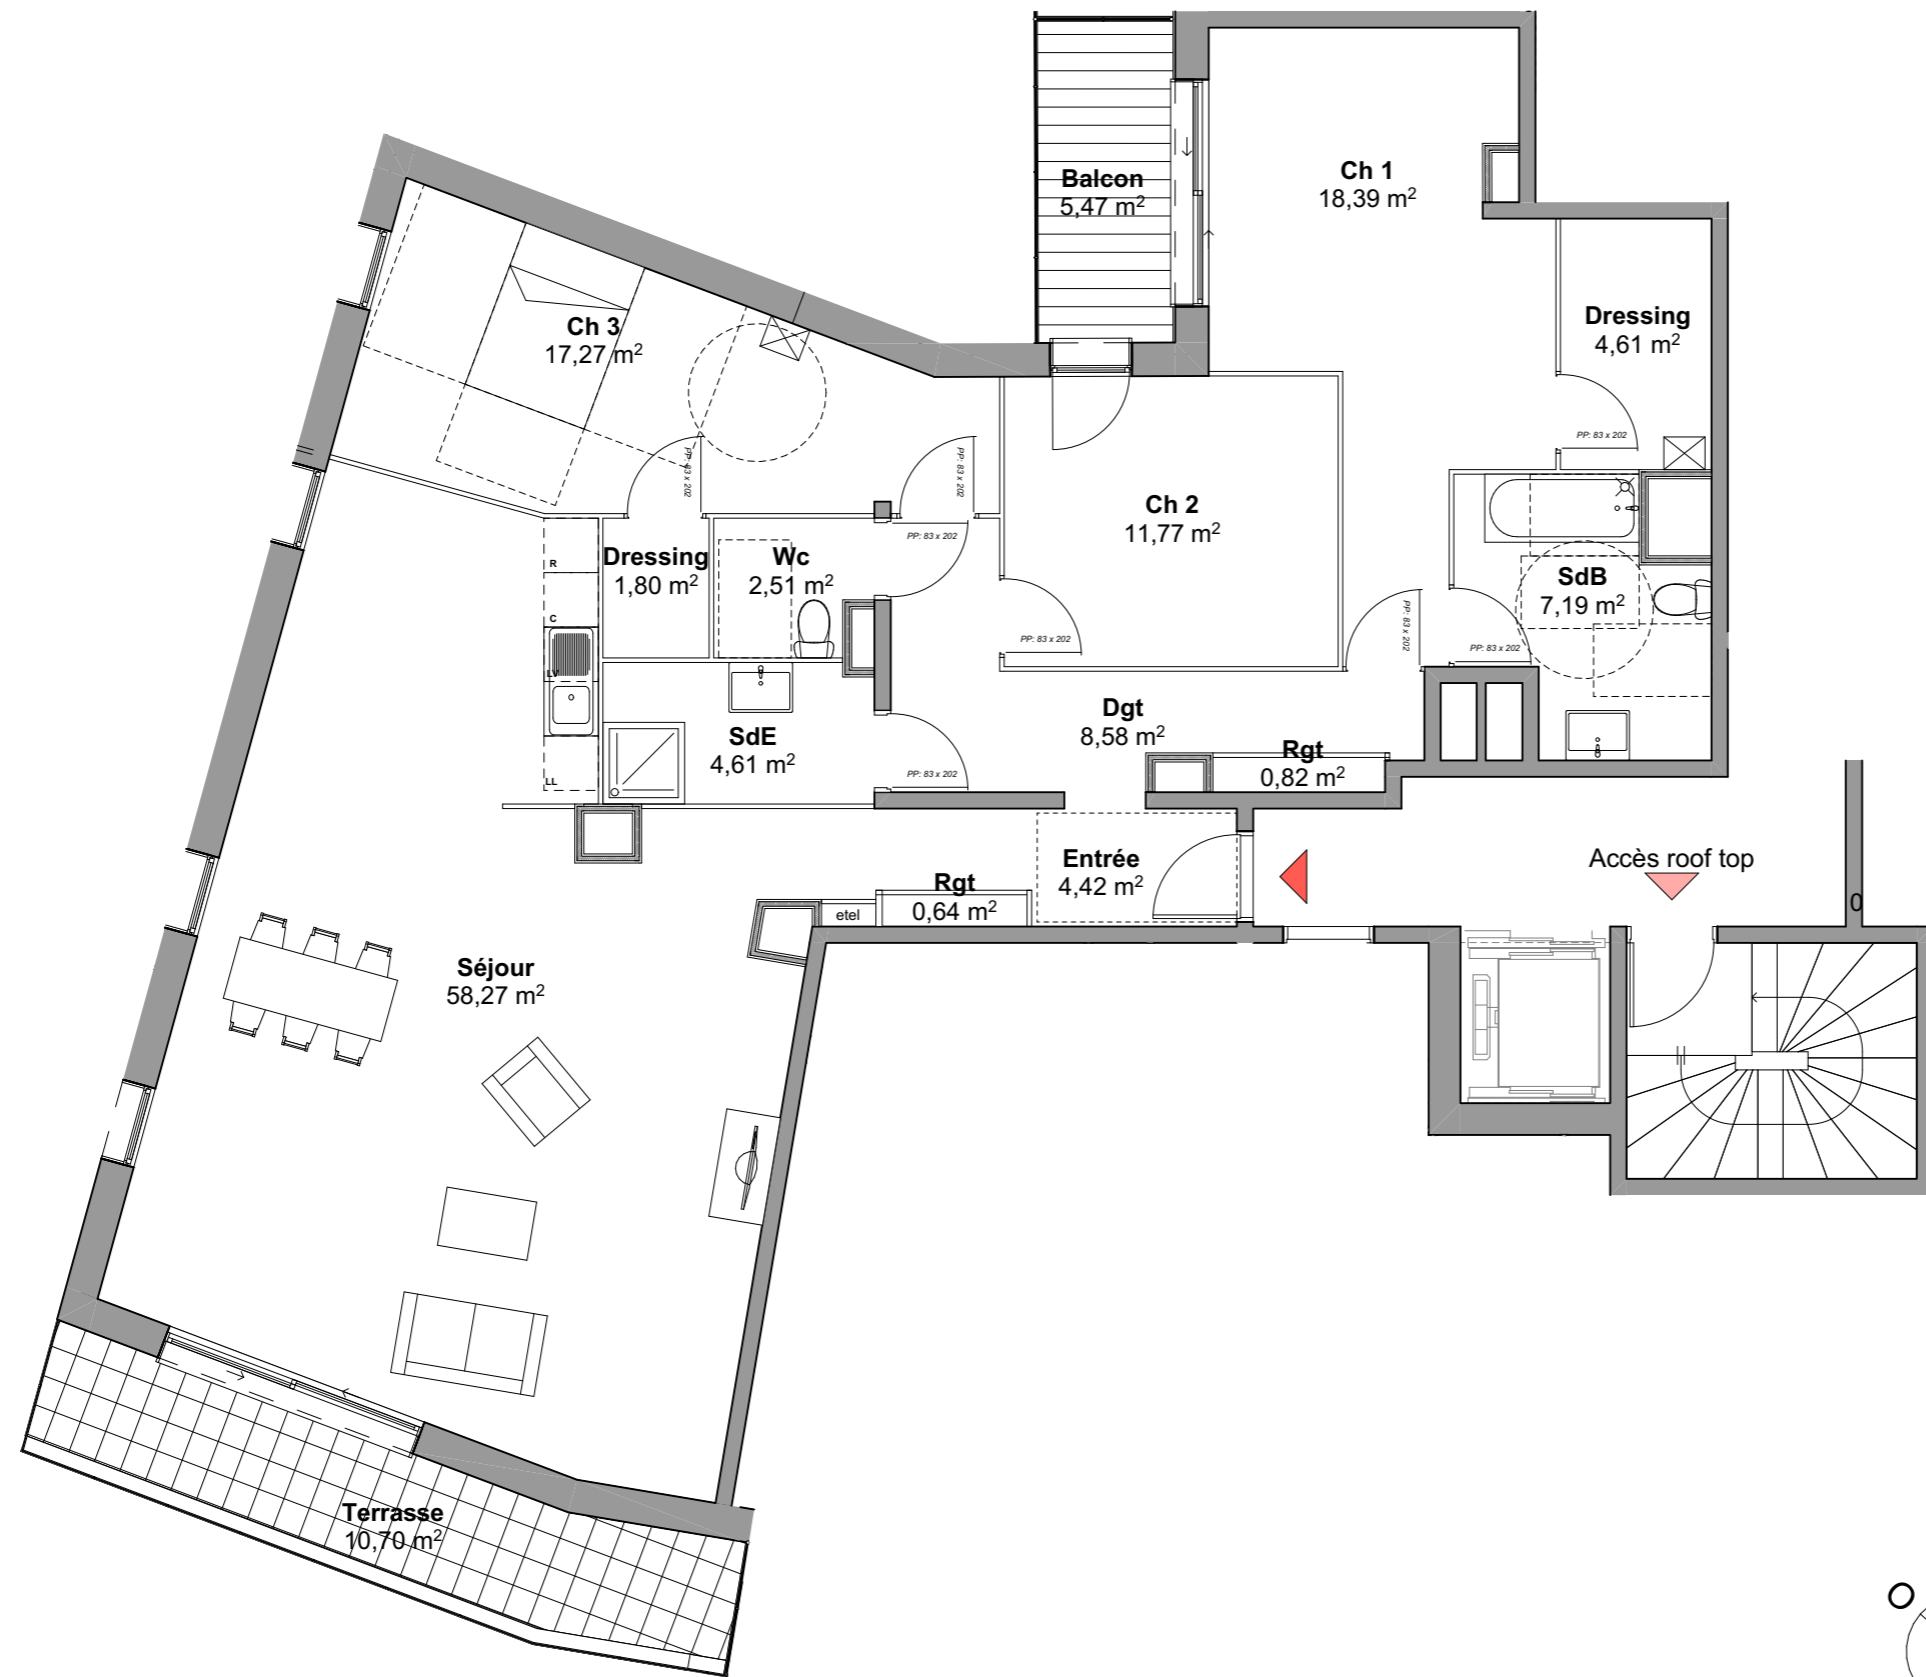 Balcon
5,47 m²
Ch 1
18,39 m²
Dressing
4,61 m²
PP: 83 x 202
Ch 3
17,27 m²
PP: 83 x 202
PP: 83 x 202
Ch 2
11,77 m²
PP: 83 x 202
PP: 83 x 202
R
C
LV
LL
Dressing
1,80 m²
Wc
2,51 m²
SdB
7,19 m²
PP: 83 x 202
PP: 83 x 202
SdE
4,61 m²
PP: 83 x 202
Dgt
8,58 m²
Rgt
0,82 m²
Entrée
4,42 m²
Rgt
0,64 m²
etel
Accès roof top
0
Séjour
58,27 m²
Terrasse
10,70 m²
O